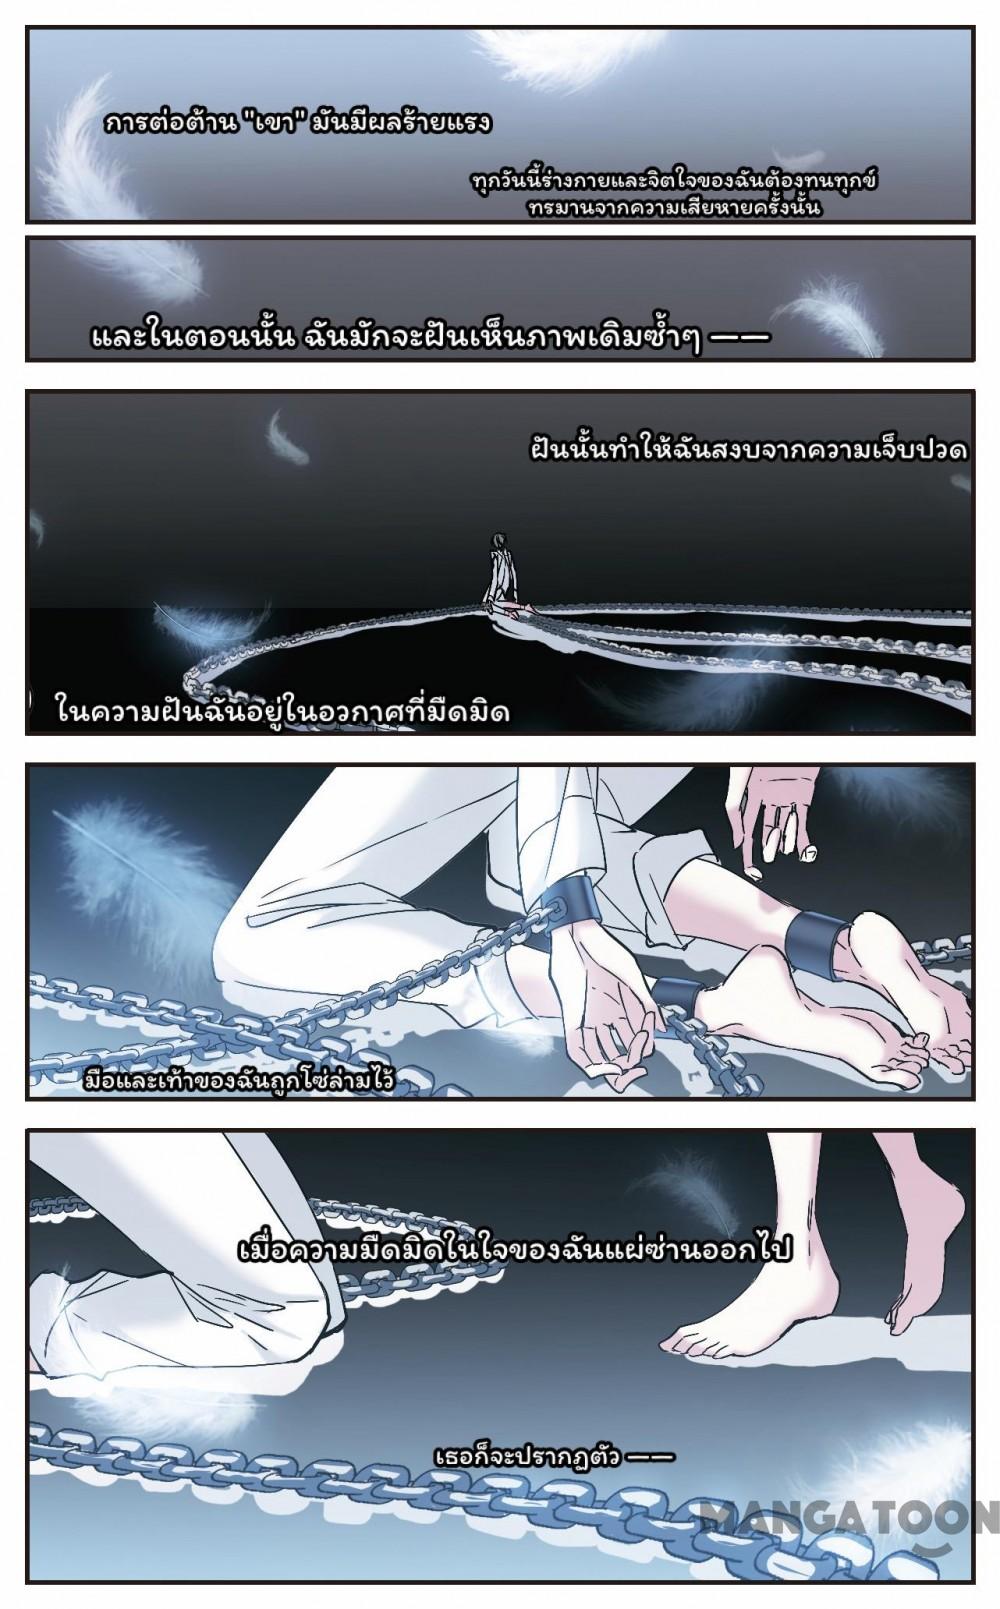 การต่อต้าน "เขา" มันมีผลร้ายแรง
ทุกวันนี้ร่างกายและจิตใจของฉันต้องทนทุกข์
ทรมานจากความเสียหายครั้งนั้น
และในตอนนั้น ฉันมักจะฝันเห็นภาพเดิมซ้ำๆ ——
ฝันนั้นทำให้ฉันสงบจากความเจ็บปวด
ในความฝันฉันอยู่ในอวกาศที่มืดมิด
มือและเท้าของฉันถูกโซ่ล่ามไว้
เมื่อความมืดมิดในใจของฉันแผ่ซ่านออกไป
เธอก็จะปรากฏตัว ——
MANGATOON